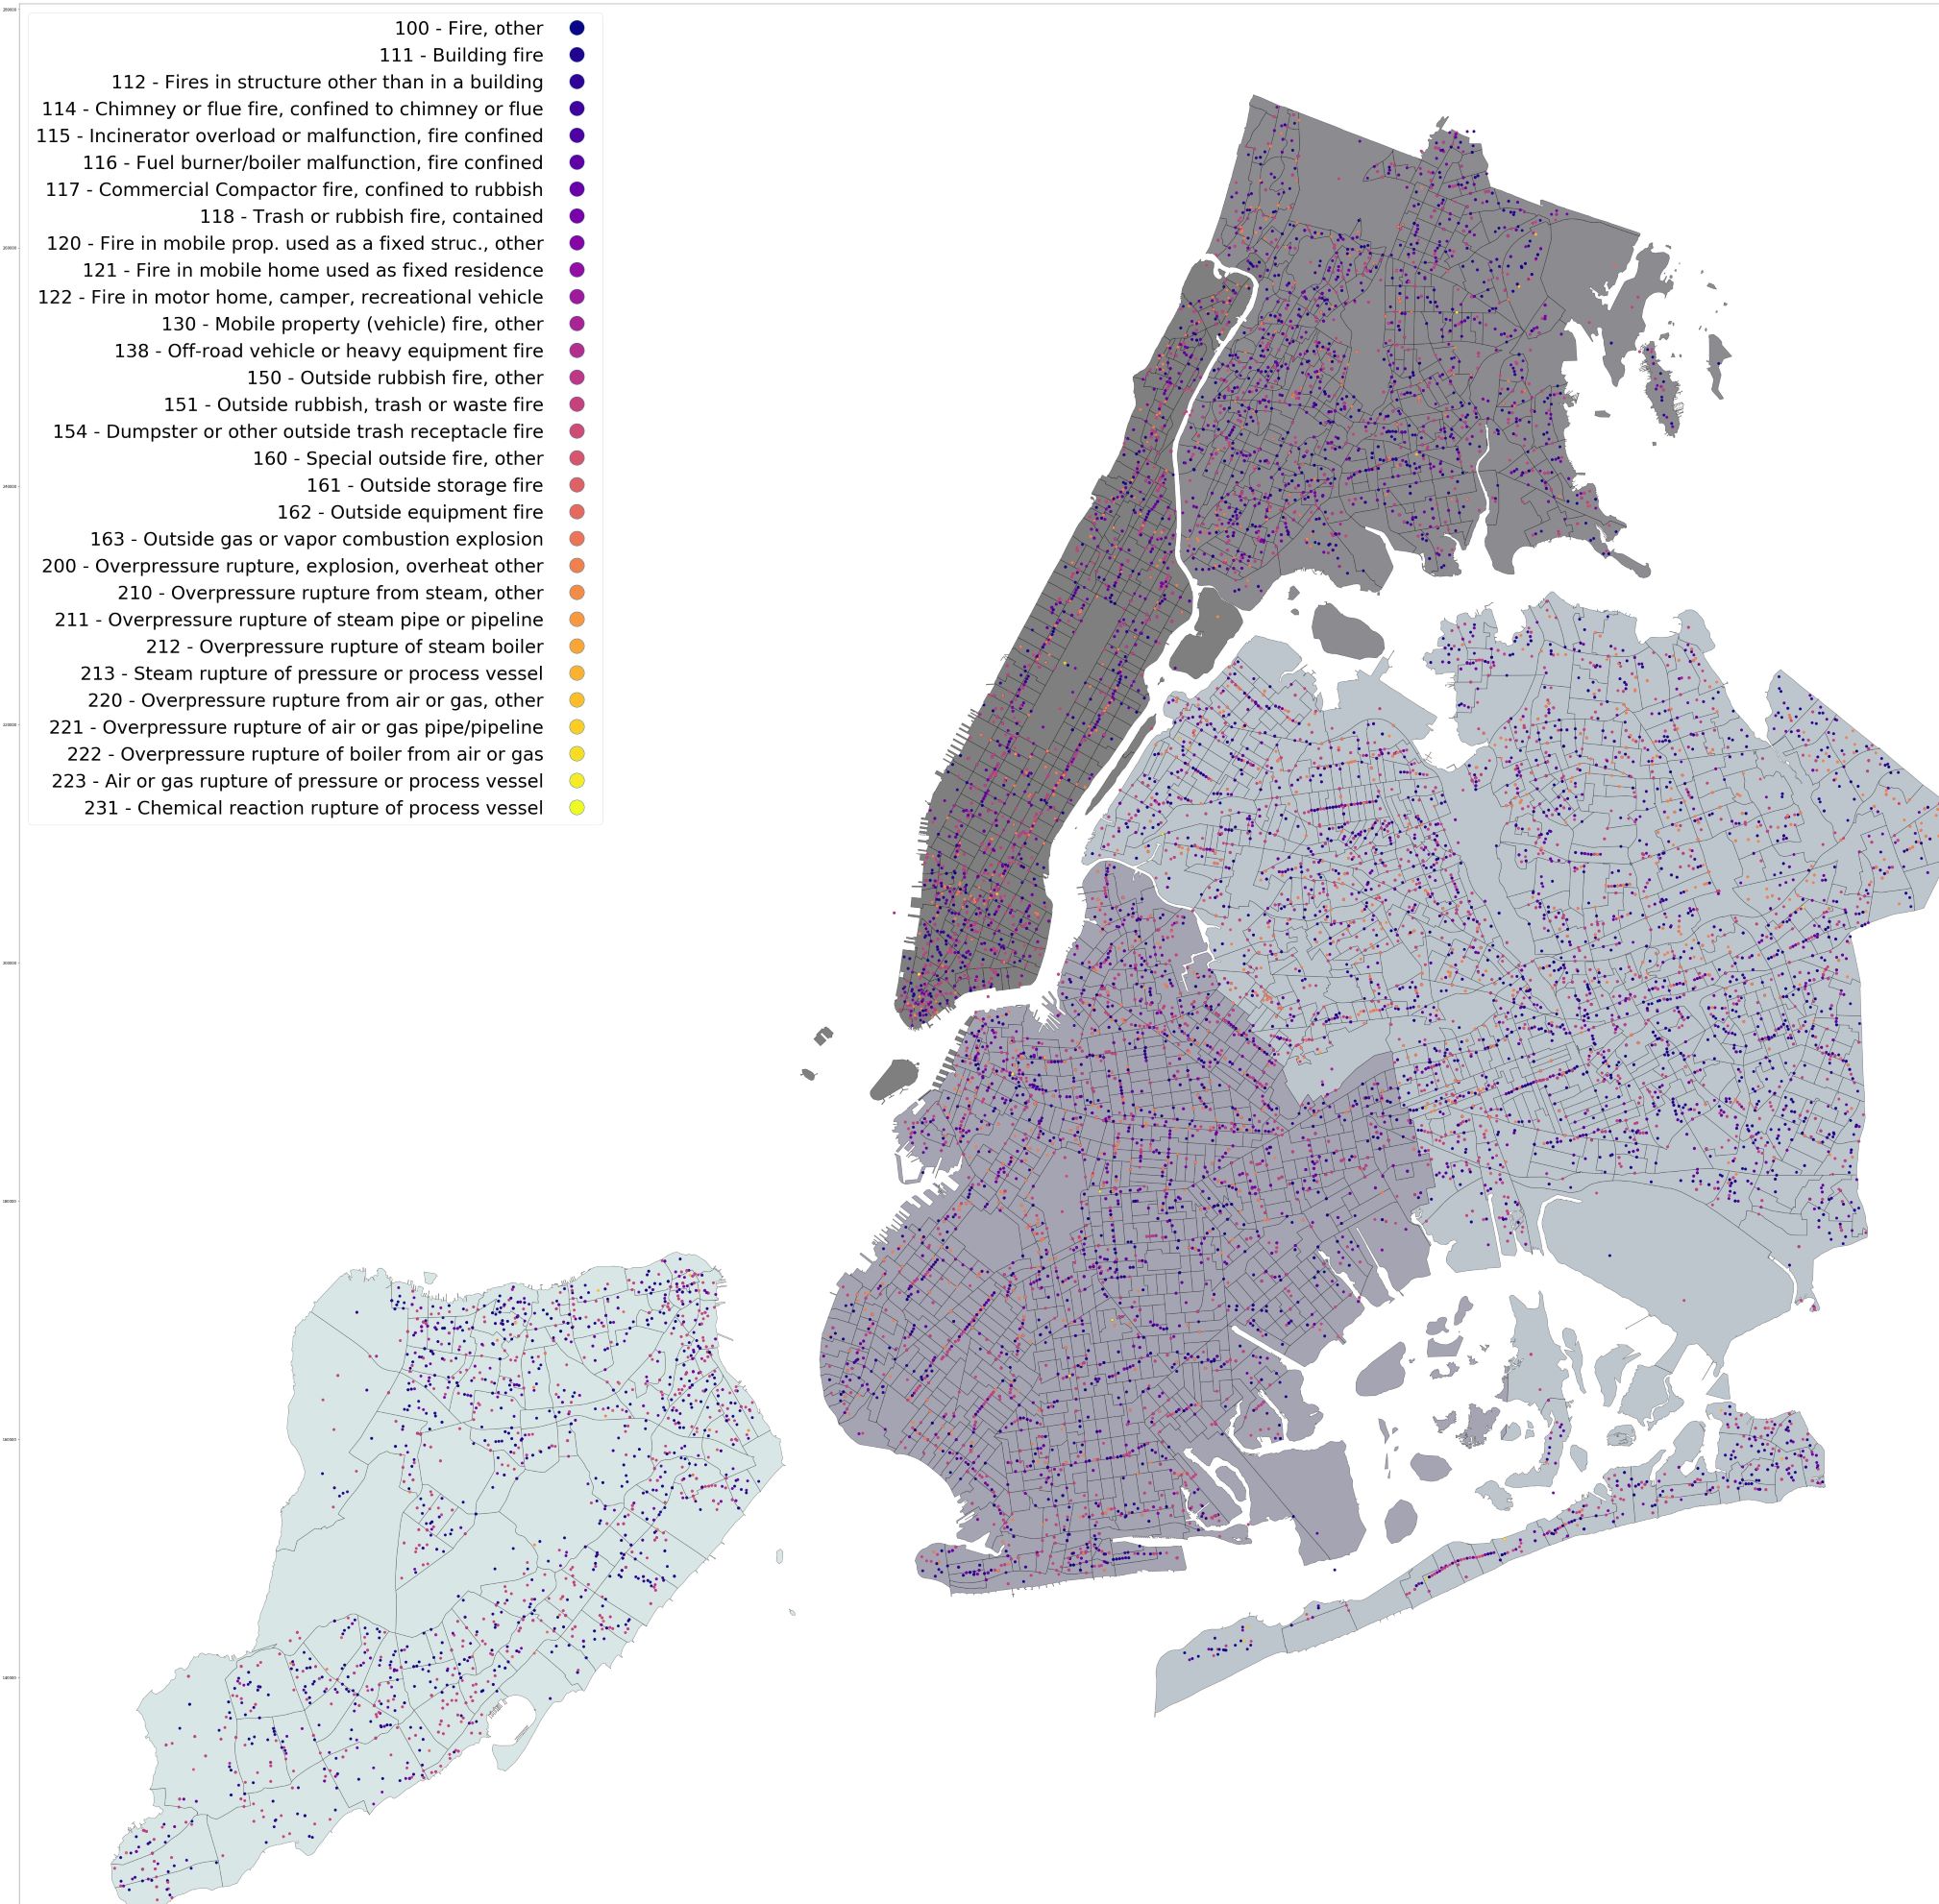 100 - Fire, other
111 - Building fire
112 - Fires in structure other than in a building
114 - Chimney or flue fire, confined to chimney or flue
115 - Incinerator overload or malfunction, fire confined
116 - Fuel burner/boiler malfunction, fire confined
117 - Commercial Compactor fire, confined to rubbish
118 - Trash or rubbish fire, contained
120 - Fire in mobile prop. used as a fixed struc., other
121 - Fire in mobile home used as fixed residence
122 - Fire in motor home, camper, recreational vehicle
130 - Mobile property (vehicle) fire, other
138 - Off-road vehicle or heavy equipment fire
150 - Outside rubbish fire, other
151 - Outside rubbish, trash or waste fire
154 - Dumpster or other outside trash receptacle fire
160 - Special outside fire, other
161 - Outside storage fire
162 - Outside equipment fire
163 - Outside gas or vapor combustion explosion
200 - Overpressure rupture, explosion, overheat other
210 - Overpressure rupture from steam, other
211 - Overpressure rupture of steam pipe or pipeline
212 - Overpressure rupture of steam boiler
213 - Steam rupture of pressure or process vessel
220 - Overpressure rupture from air or gas, other
221 - Overpressure rupture of air or gas pipe/pipeline
222 - Overpressure rupture of boiler from air or gas
223 - Air or gas rupture of pressure or process vessel
231 - Chemical reaction rupture of process vessel